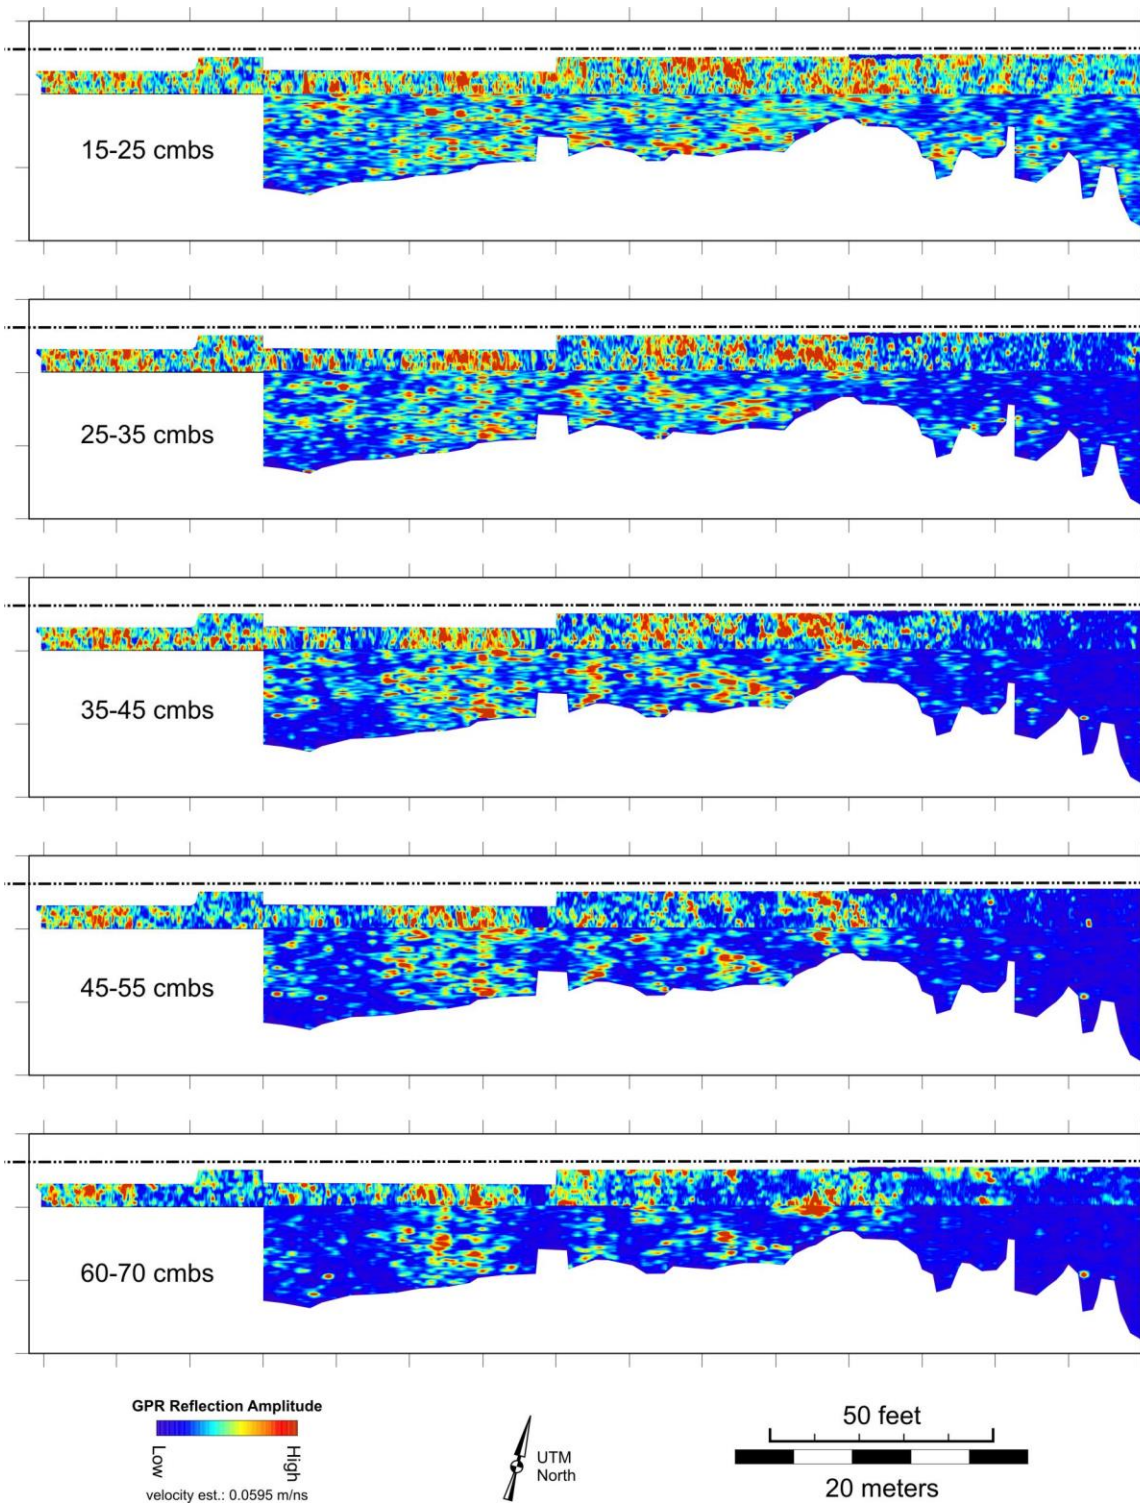 15-25 cmbs
25-35 cmbs
35-45 cmbs
45-55 cmbs
60-70 cmbs
GPR Reflection Amplitude
Low
High
velocity est.: 0.0595 m/ns
UTM
North
50 feet
20 meters